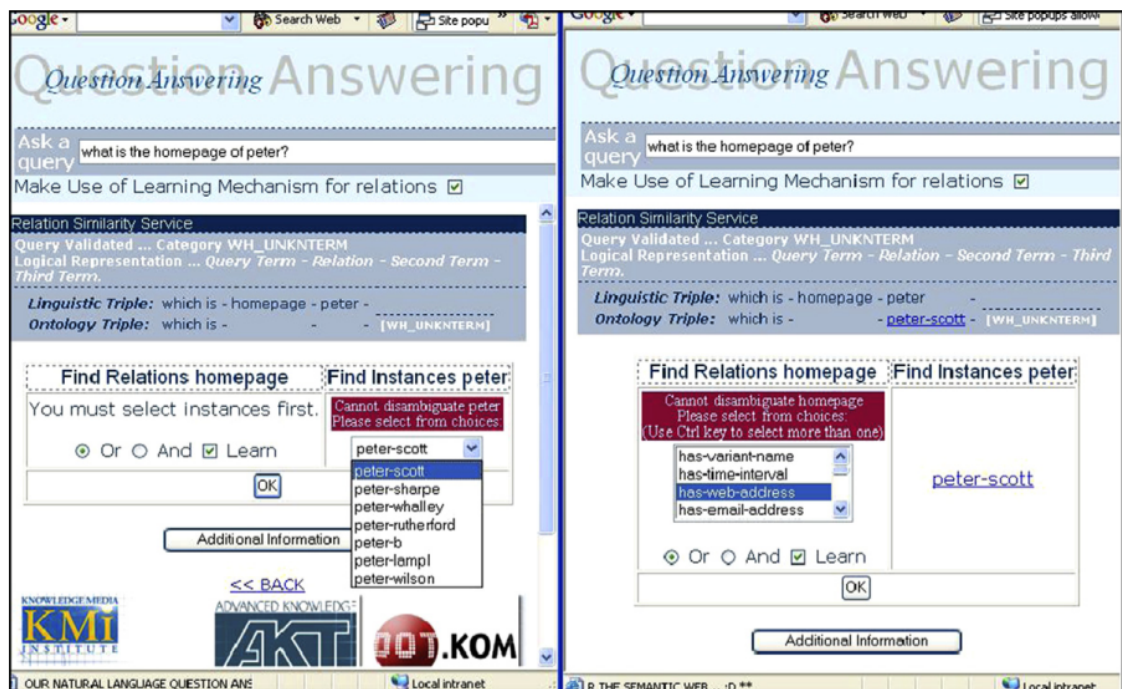 Google Search Web Site popu »
Question Answering
Question Answering
Ask a query what is the homepage of peter?
Make Use of Learning Mechanism for relations
Relation Similarity Service
Query Validated ... Category WH_UNKNTERM
Logical Representation ... Query Term - Relation - Second Term -
Third Term.
Linguistic Triple: which is - homepage - peter -
Ontology Triple: which is - - - [WH_UNKNTERM]
Find Relations homepage Find Instances peter
You must select instances first.
Cannot disambiguate peter
Please select from choices:
Or And Learn
peter-scott
peter-scott
peter-sharpe
peter-whalley
peter-rutherford
peter-b
peter-lampl
peter-wilson
OK
Additional Information
<< BACK
KNOWLEDGE MEDIA
KMi
INSTITUTE
ADVANCED KNOWLEDGE
AKT
DOT.KOM
OUR NATURAL LANGUAGE QUESTION ANS Local intranet
Google Search Web Site popups allow
Question Answering
Question Answering
Ask a query what is the homepage of peter?
Make Use of Learning Mechanism for relations
Relation Similarity Service
Query Validated ... Category WH_UNKNTERM
Logical Representation ... Query Term - Relation - Second Term - Third
Term.
Linguistic Triple: which is - homepage - peter -
Ontology Triple: which is - - peter-scott - [WH_UNKNTERM]
Find Relations homepage Find Instances peter
Cannot disambiguate homepage
Please select from choices:
(Use Ctrl key to select more than one)
has-variant-name
has-time-interval
has-web-address
has-email-address
peter-scott
Or And Learn
OK
Additional Information
R THE SEMANTIC WEB ... :D ** Local intranet